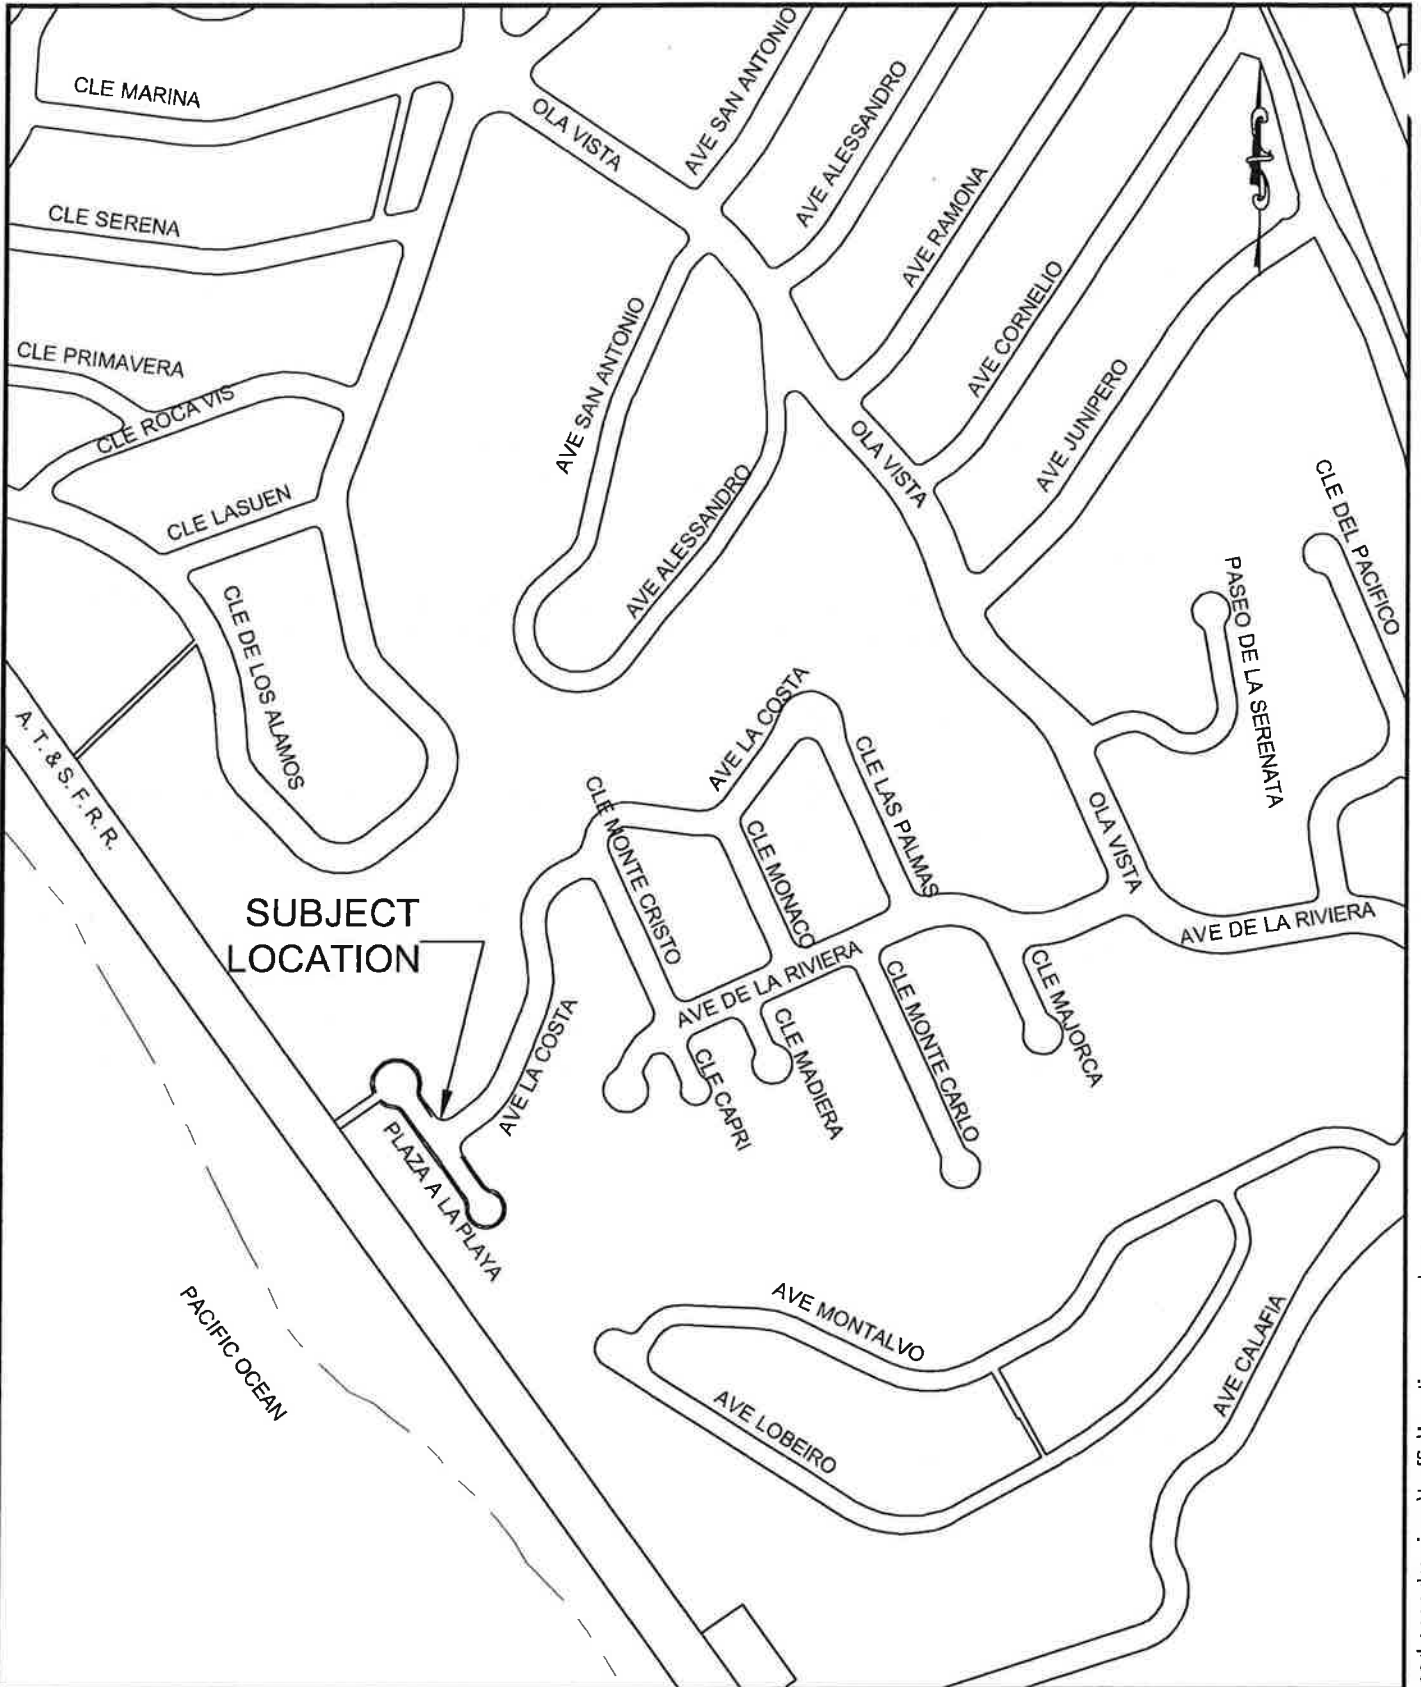 CLE MARINA
OLA VISTA
AVE SAN ANTONIO
AVE ALESSANDRO
CLE SERENA
AVE RAMONA
AVE CORNELIO
CLE PRIMAVERA
CLE ROCA VIS
AVE SAN ANTONIO
AVE JUNIPERO
OLA VISTA
CLE LASUEN
AVE ALESSANDRO
CLE DEL PACIFICO
PASEO DE LA SERENATA
CLE DE LOS ALAMOS
A. T. & S. F. R. R.
AVE LA COSTA
CLE LAS PALMAS
CLE MONTE CRISTO
CLE MONACO
OLA VISTA
SUBJECT
LOCATION
AVE DE LA RIVIERA
AVE DE LA RIVIERA
CLE MONTE CARLO
CLE MAJORCA
AVE LA COSTA
CLE CAPRI
CLE MADIERA
PLAZA A LA PLAYA
PACIFIC OCEAN
AVE MONTALVO
AVE CALAFIA
AVE LOBEIRO